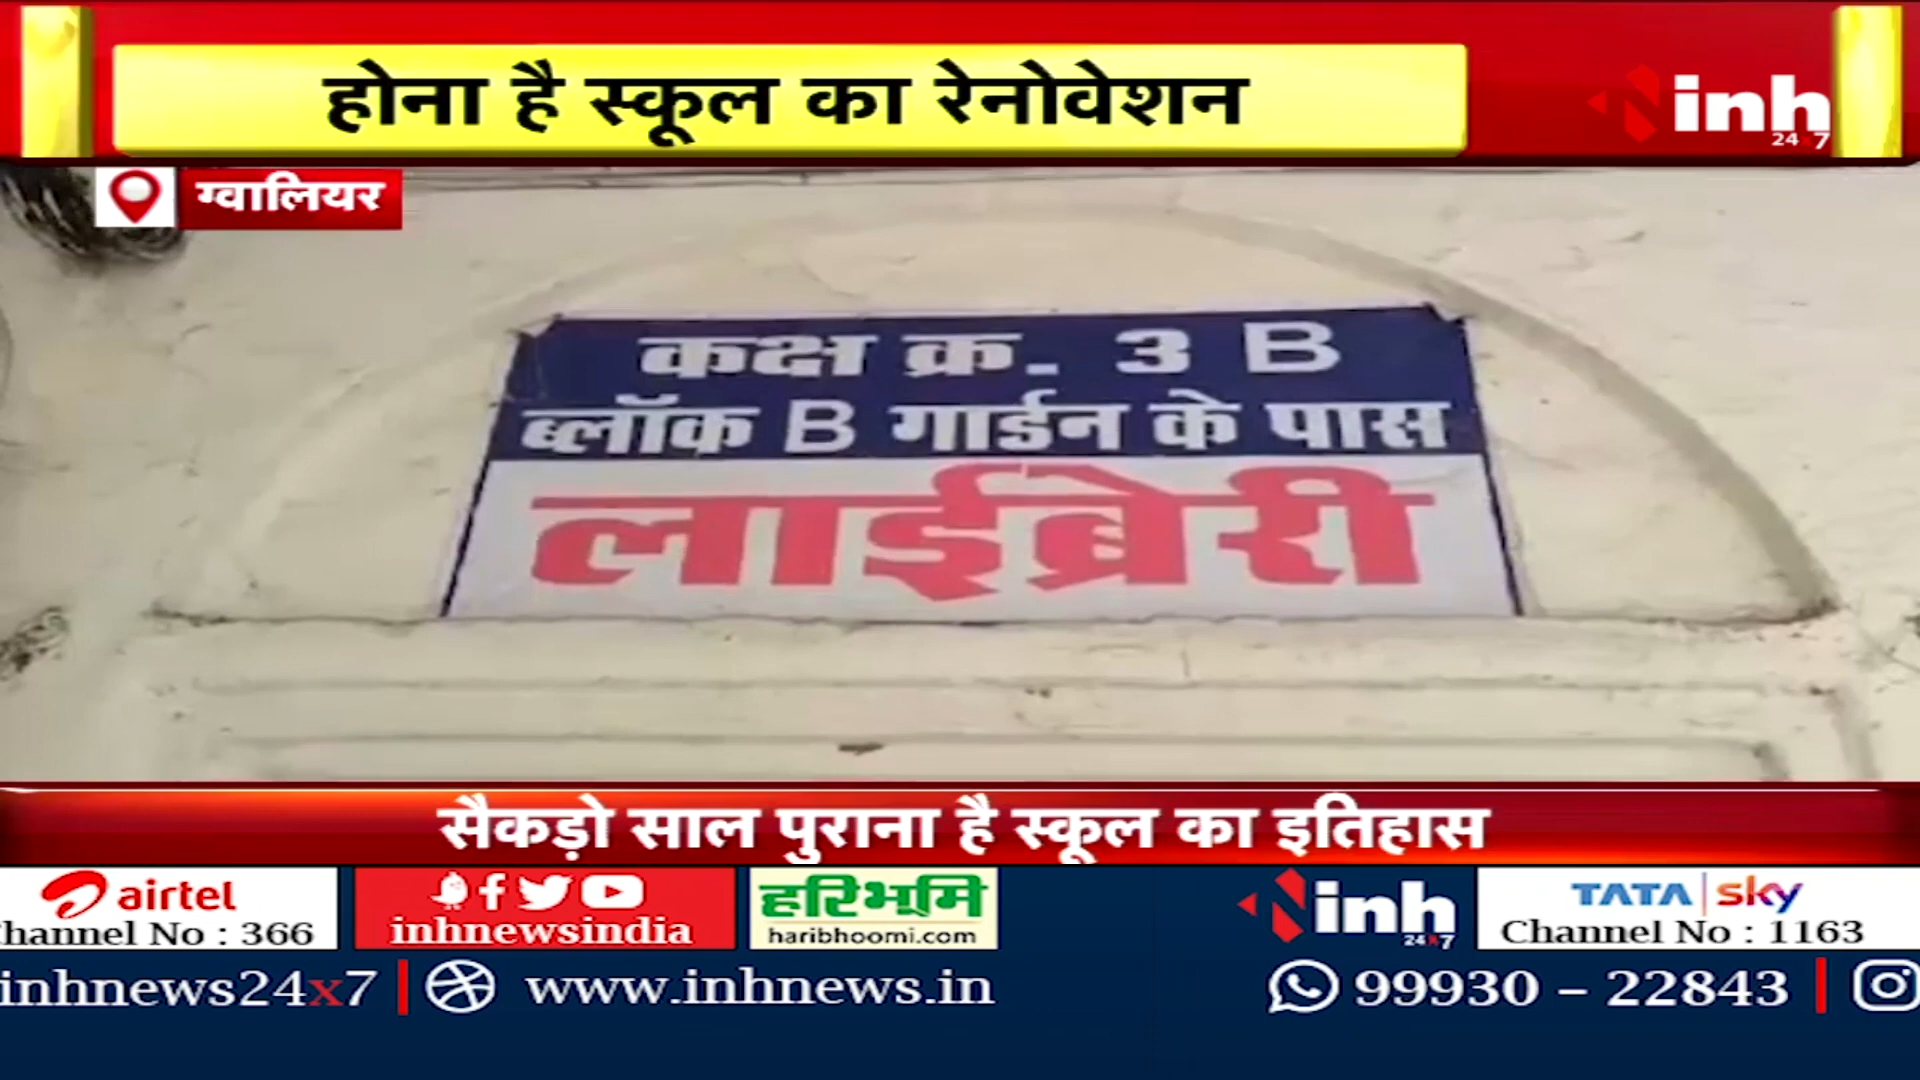 होना है स्कूल का रेनोवेशन
inh
24x7
ग्वालियर
कक्ष क्र. 3 B
ब्लॉक B गार्डन के पास
लाईब्रेरी
सैकड़ो साल पुराना है स्कूल का इतिहास
airtel
Channel No : 366
inhnewsindia
हरिभूमि
haribhoomi.com
inh
24x7
TATA sky
Channel No : 1163
inhnews24x7
www.inhnews.in
99930 – 22843